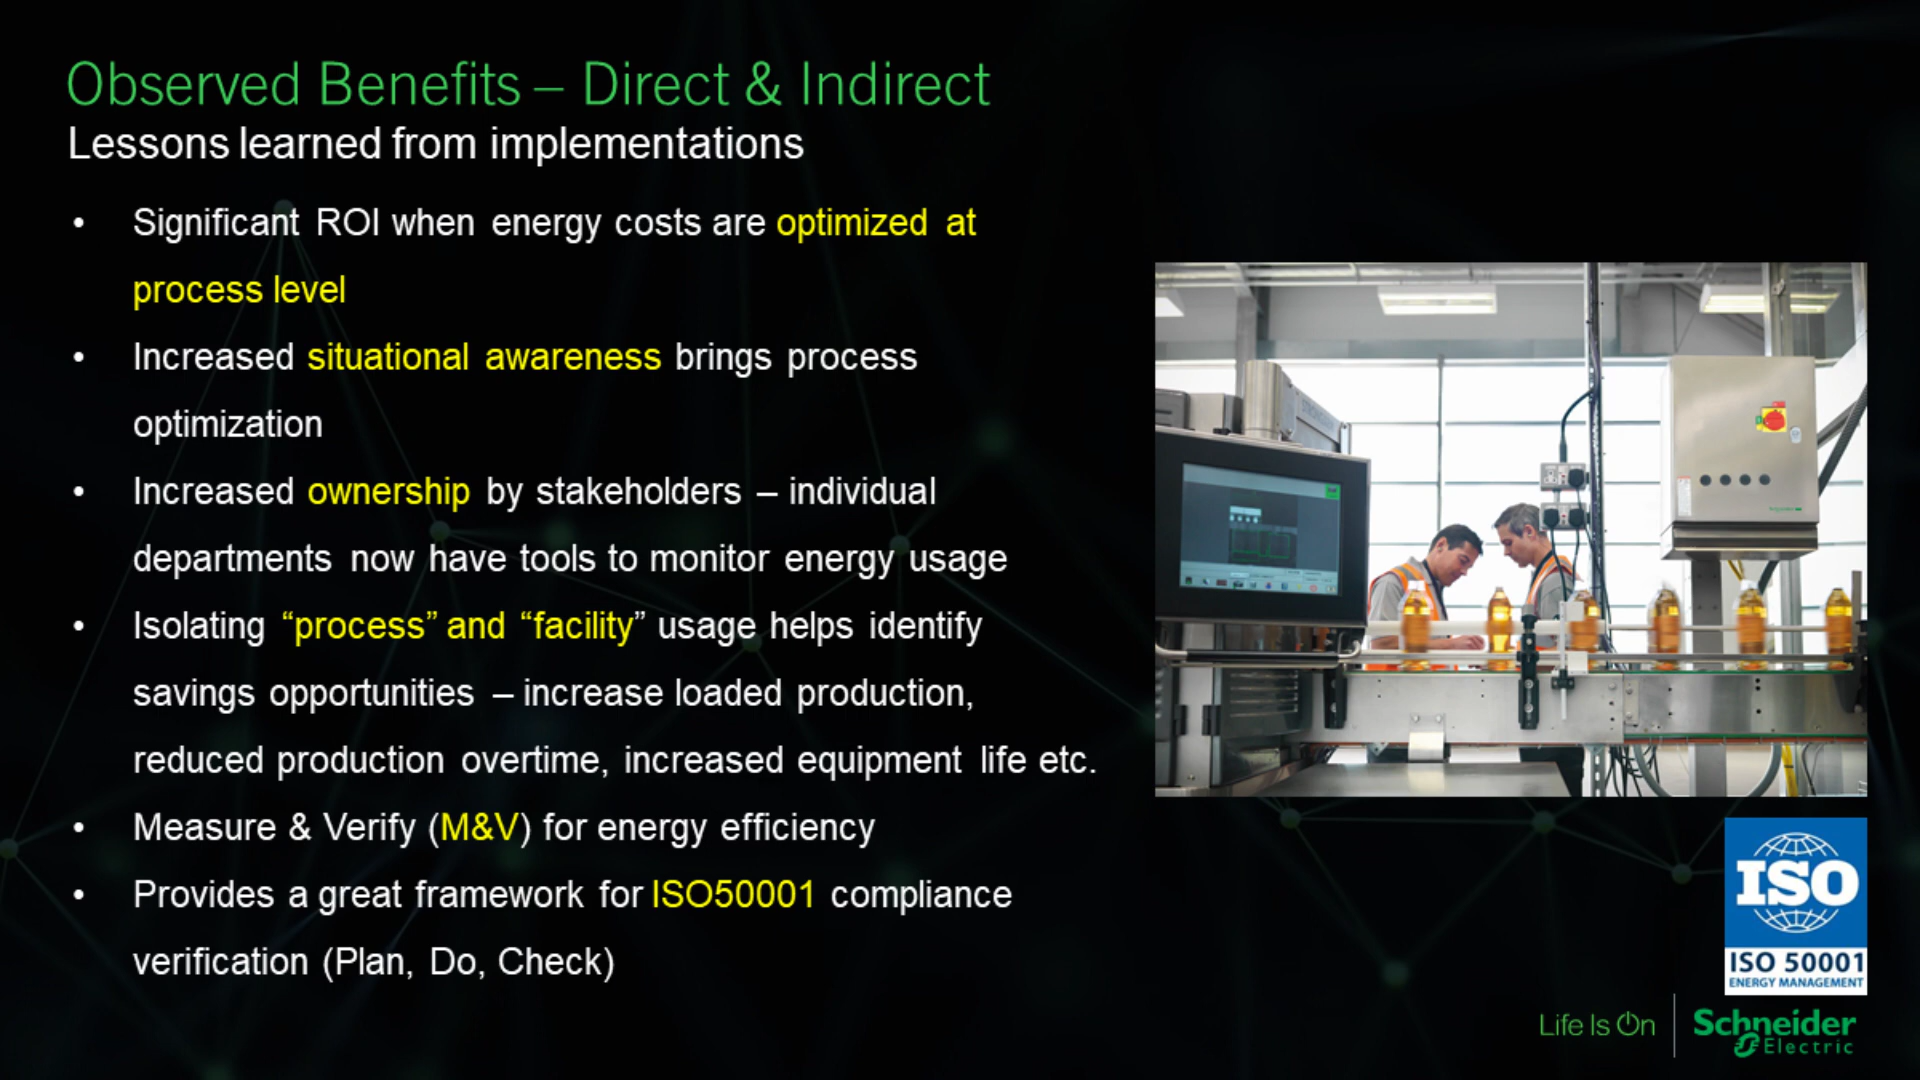 Observed Benefits – Direct & Indirect
Lessons learned from implementations
• Significant ROI when energy costs are optimized at
process level
• Increased situational awareness brings process
optimization
• Increased ownership by stakeholders – individual
departments now have tools to monitor energy usage
• Isolating “process” and “facility” usage helps identify
savings opportunities – increase loaded production,
reduced production overtime, increased equipment life etc.
• Measure & Verify (M&V) for energy efficiency
• Provides a great framework for ISO50001 compliance
verification (Plan, Do, Check)
ISO
ISO 50001
ENERGY MANAGEMENT
Life Is On
Schneider
Electric